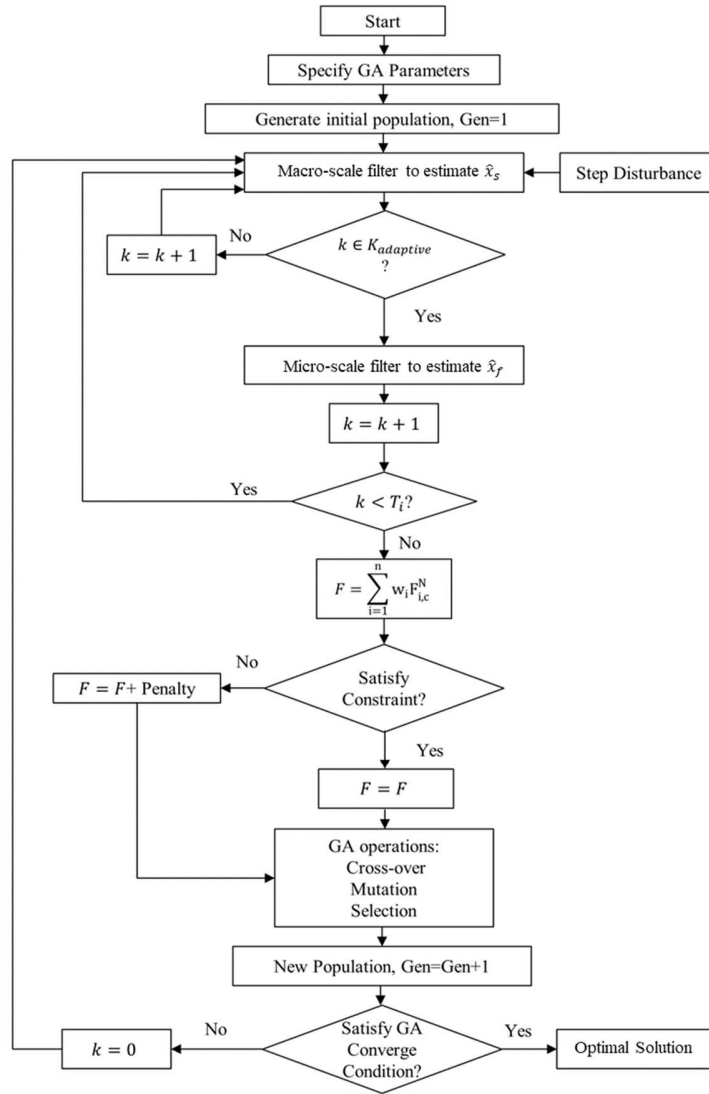 Start
Specify GA Parameters
Generate initial population, Gen=1
Macro-scale filter to estimate x̂_s
Step Disturbance
k ∈ K_adaptive
?
No
k = k + 1
Yes
Micro-scale filter to estimate x̂_f
k = k + 1
k < T_i?
Yes
No
F = ∑_{i=1}^{n} w_i F_{i,c}^N
Satisfy
Constraint?
No
F = F+ Penalty
Yes
F = F
GA operations:
Cross-over
Mutation
Selection
New Population, Gen=Gen+1
Satisfy GA
Converge
Condition?
No
k = 0
Yes
Optimal Solution